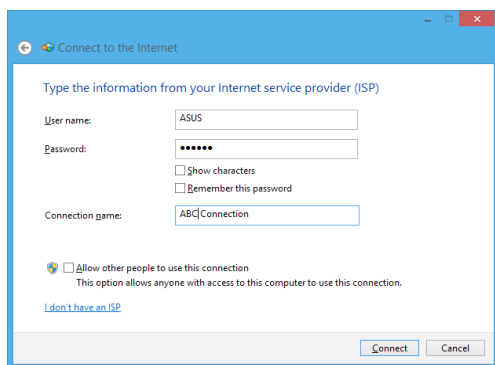 Connect to the Internet
Type the information from your Internet service provider (ISP)
User name: ASUS
Password: ••••••
Show characters
Remember this password
Connection name: ABC Connection
Allow other people to use this connection
This option allows anyone with access to this computer to use this connection.
I don't have an ISP
Connect Cancel